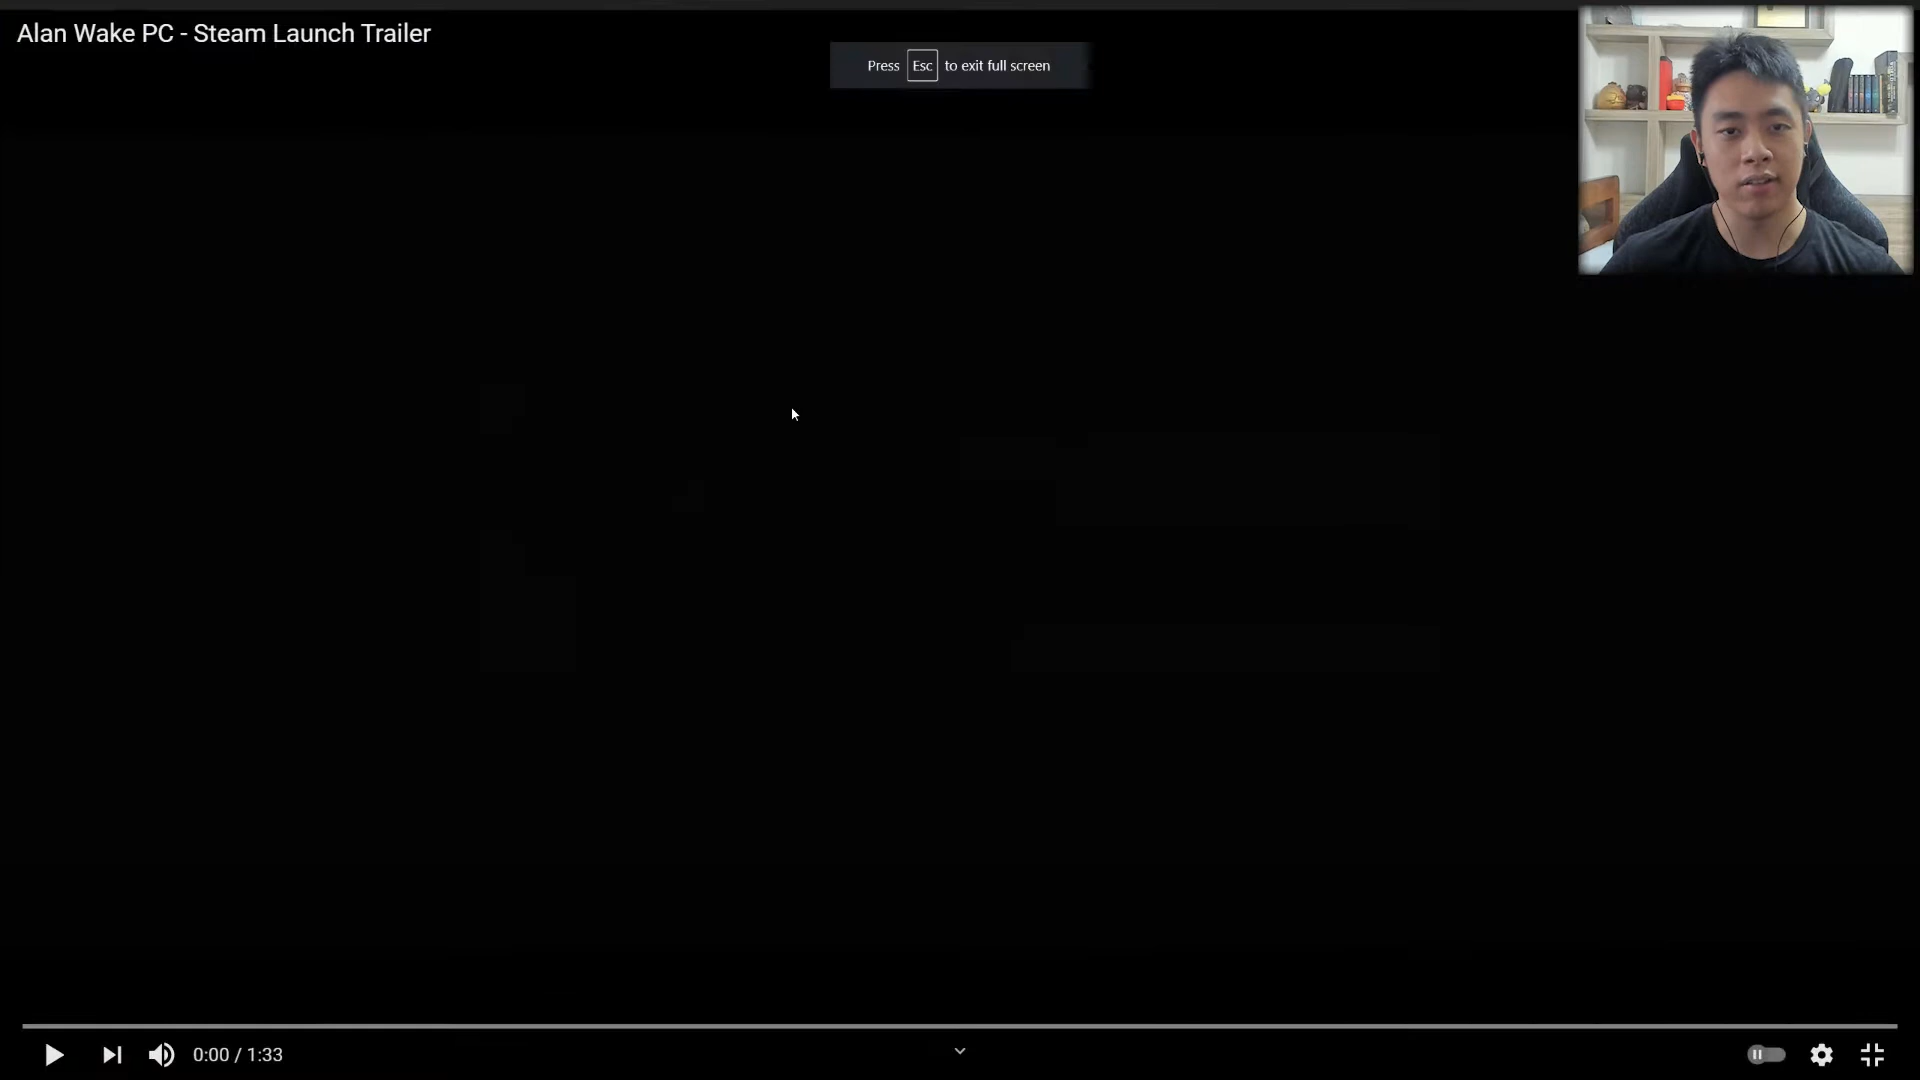 Alan Wake PC - Steam Launch Trailer
Press Esc to exit full screen
0:00 / 1:33